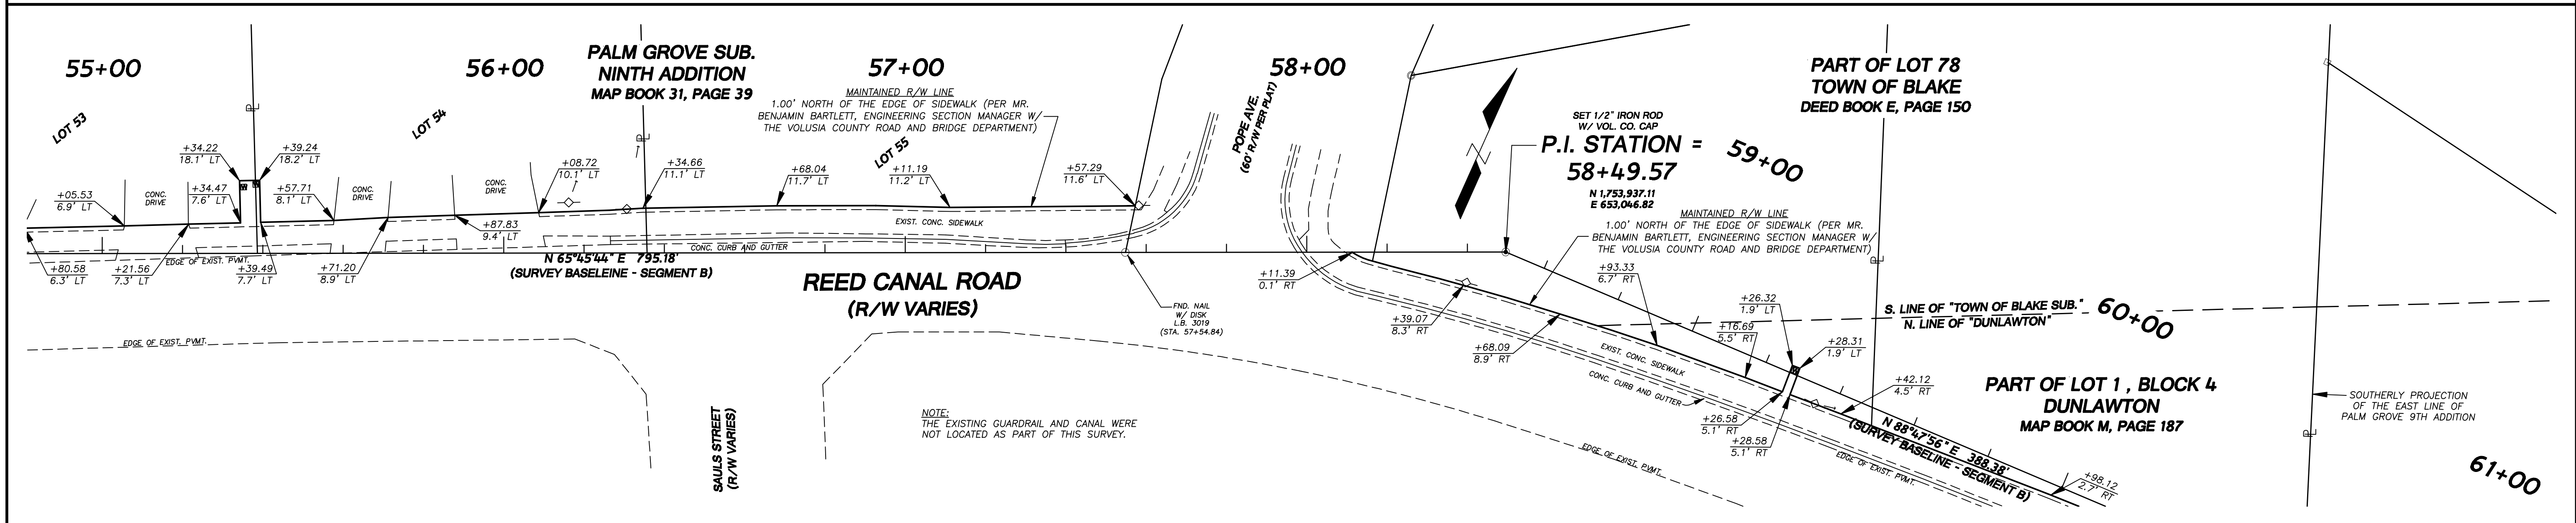 55+00
56+00
PALM GROVE SUB.
NINTH ADDITION
MAP BOOK 31, PAGE 39
57+00
58+00
MAINTAINED R/W LINE
1.00' NORTH OF THE EDGE OF SIDEWALK (PER MR.
BENJAMIN BARTLETT, ENGINEERING SECTION MANAGER W/
THE VOLUSIA COUNTY ROAD AND BRIDGE DEPARTMENT)
POPE AVE.
(60' R/W PER PLAT)
SET 1/2" IRON ROD
W/ VOL. CO. CAP
P.I. STATION =
58+49.57
N 1,753,937.11
E 653,046.82
59+00
PART OF LOT 78
TOWN OF BLAKE
DEED BOOK E, PAGE 150
LOT 53
LOT 54
LOT 55
+34.22
18.1' LT
+39.24
18.2' LT
+05.53
6.9' LT
CONC.
DRIVE
+34.47
7.6' LT
+57.71
8.1' LT
CONC.
DRIVE
CONC.
DRIVE
+08.72
10.1' LT
+34.66
11.1' LT
+68.04
11.7' LT
+11.19
11.2' LT
+57.29
11.6' LT
+87.83
9.4' LT
EXIST. CONC. SIDEWALK
CONC. CURB AND GUTTER
EDGE OF EXIST. PVMT.
+80.58
6.3' LT
+21.56
7.3' LT
+39.49
7.7' LT
+71.20
8.9' LT
N 65°45'44" E 795.18'
(SURVEY BASELEINE - SEGMENT B)
REED CANAL ROAD
(R/W VARIES)
FND. NAIL
W/ DISK
L.B. 3019
(STA. 57+54.84)
EDGE OF EXIST. PVMT.
SAULS STREET
(R/W VARIES)
NOTE:
THE EXISTING GUARDRAIL AND CANAL WERE
NOT LOCATED AS PART OF THIS SURVEY.
MAINTAINED R/W LINE
1.00' NORTH OF THE EDGE OF SIDEWALK (PER MR.
BENJAMIN BARTLETT, ENGINEERING SECTION MANAGER W/
THE VOLUSIA COUNTY ROAD AND BRIDGE DEPARTMENT)
+11.39
0.1' RT
+39.07
8.3' RT
+68.09
8.9' RT
+93.33
6.7' RT
+16.69
5.5' RT
+26.32
1.9' LT
+28.31
1.9' LT
+26.58
5.1' RT
+28.58
5.1' RT
+42.12
4.5' RT
+98.12
2.7' RT
EXIST. CONC. SIDEWALK
CONC. CURB AND GUTTER
EDGE OF EXIST. PVMT.
EDGE OF EXIST. PVMT.
N 88°47'56" E 388.38'
(SURVEY BASELINE - SEGMENT B)
S. LINE OF "TOWN OF BLAKE SUB."
N. LINE OF "DUNLAWTON"
60+00
PART OF LOT 1 , BLOCK 4
DUNLAWTON
MAP BOOK M, PAGE 187
SOUTHERLY PROJECTION
OF THE EAST LINE OF
PALM GROVE 9TH ADDITION
61+00